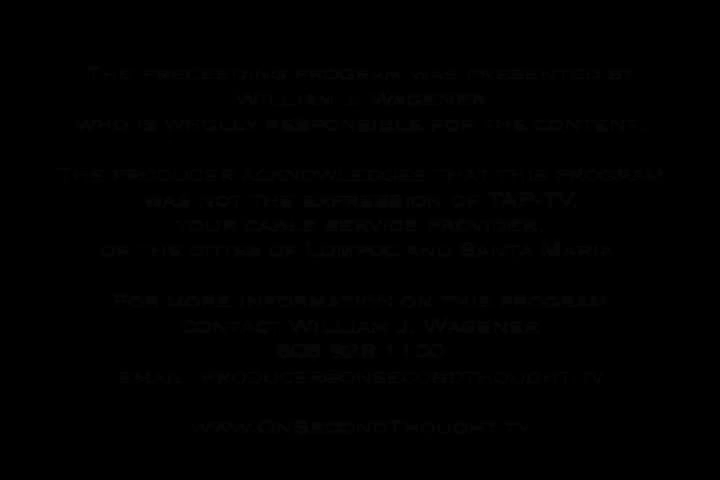 THE PRECEEDING PROGRAM WAS PRESENTED BY
WILLIAM J. WAGENER
WHO IS WHOLLY RESPONSIBLE FOR THE CONTENT.
THE PRODUCER ACKNOWLEDGES THAT THIS PROGRAM
WAS NOT THE EXPRESSION OF TAP-TV,
YOUR CABLE SERVICE PROVIDER,
OR THE CITIES OF LOMPOC AND SANTA MARIA
FOR MORE INFORMATION ON THIS PROGRAM
CONTACT WILLIAM J. WAGENER
EMAIL: PRODUCER@ONSECONDTHOUGHT.TV
WWW.ONSECONDTHOUGHT.TV